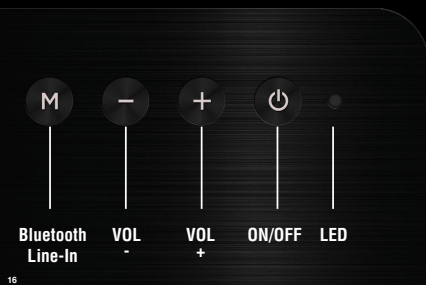 M - +
Bluetooth VOL VOL ON/OFF LED
Line-In - +
16